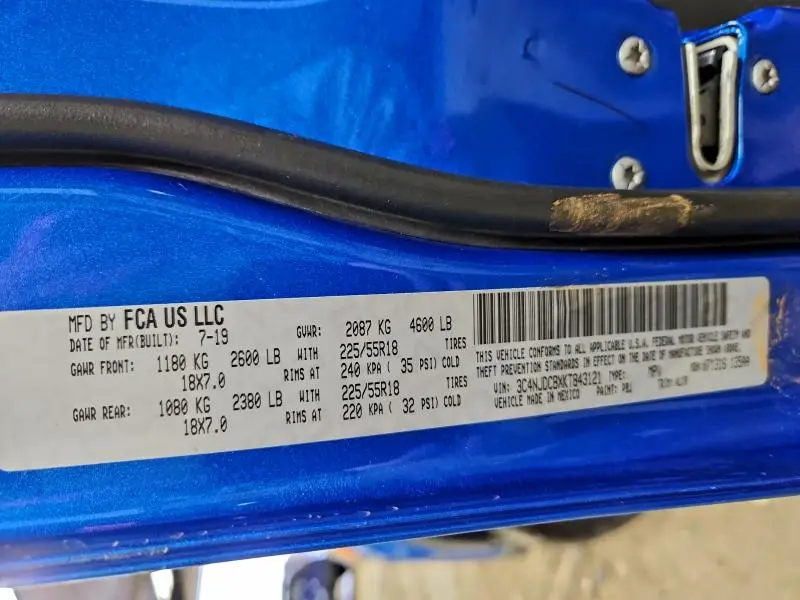 MFD BY FCA US LLC
DATE OF MFR(BUILT): 7-19 GVWR: 2087 KG 4600 LB
GAWR FRONT: 1180 KG 2600 LB WITH 225/55R18 TIRES
18X7.0 RIMS AT 240 KPA ( 35 PSI) COLD
GAWR REAR: 1080 KG 2380 LB WITH 225/55R18 TIRES
18X7.0 RIMS AT 220 KPA ( 32 PSI) COLD
THIS VEHICLE CONFORMS TO ALL APPLICABLE U.S.A. FEDERAL MOTOR VEHICLE SAFETY AND
THEFT PREVENTION STANDARDS IN EFFECT ON THE DATE OF MANUFACTURE SHOWN ABOVE.
VIN: 3C4NJDCBXKT843121 TYPE: MPV
VEHICLE MADE IN MEXICO PAINT: PBJ TRIM: